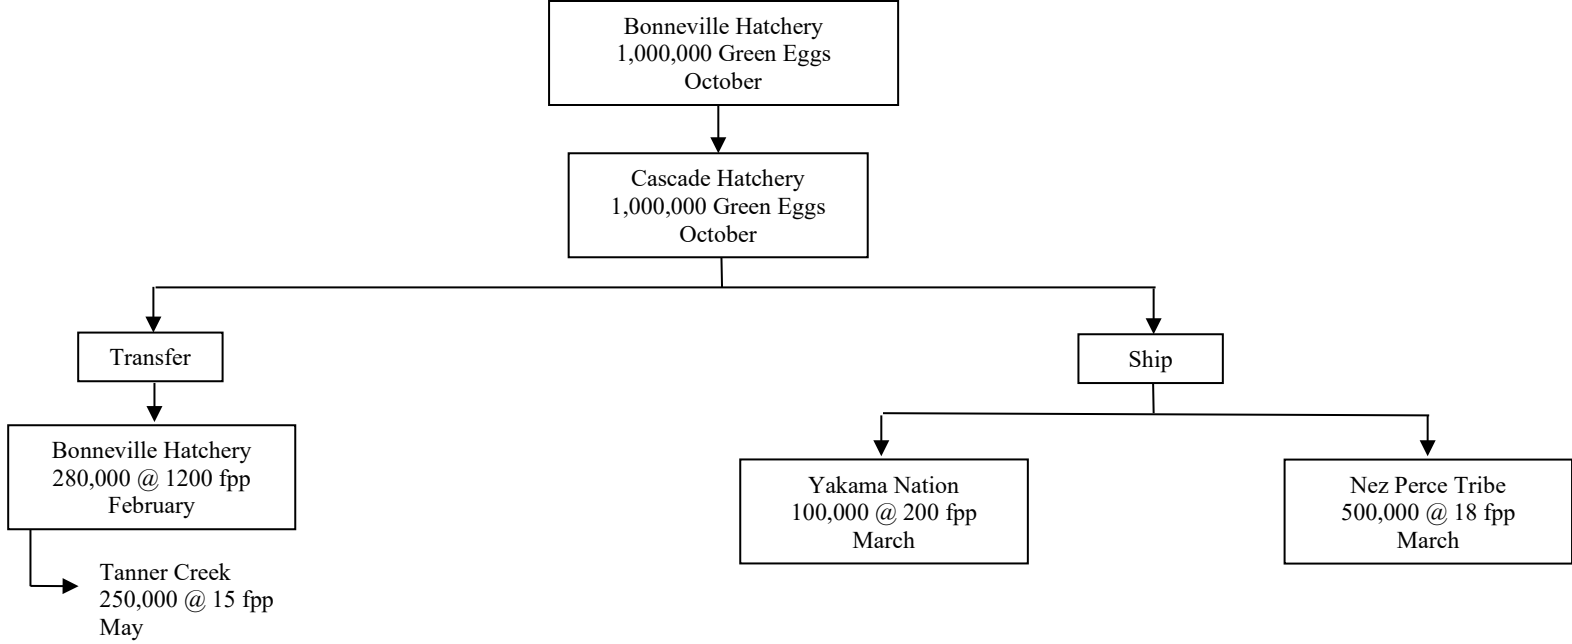 Bonneville Hatchery
1,000,000 Green Eggs
October
Cascade Hatchery
1,000,000 Green Eggs
October
Transfer
Ship
Bonneville Hatchery
280,000 @ 1200 fpp
February
Yakama Nation
100,000 @ 200 fpp
March
Nez Perce Tribe
500,000 @ 18 fpp
March
Tanner Creek
250,000 @ 15 fpp
May